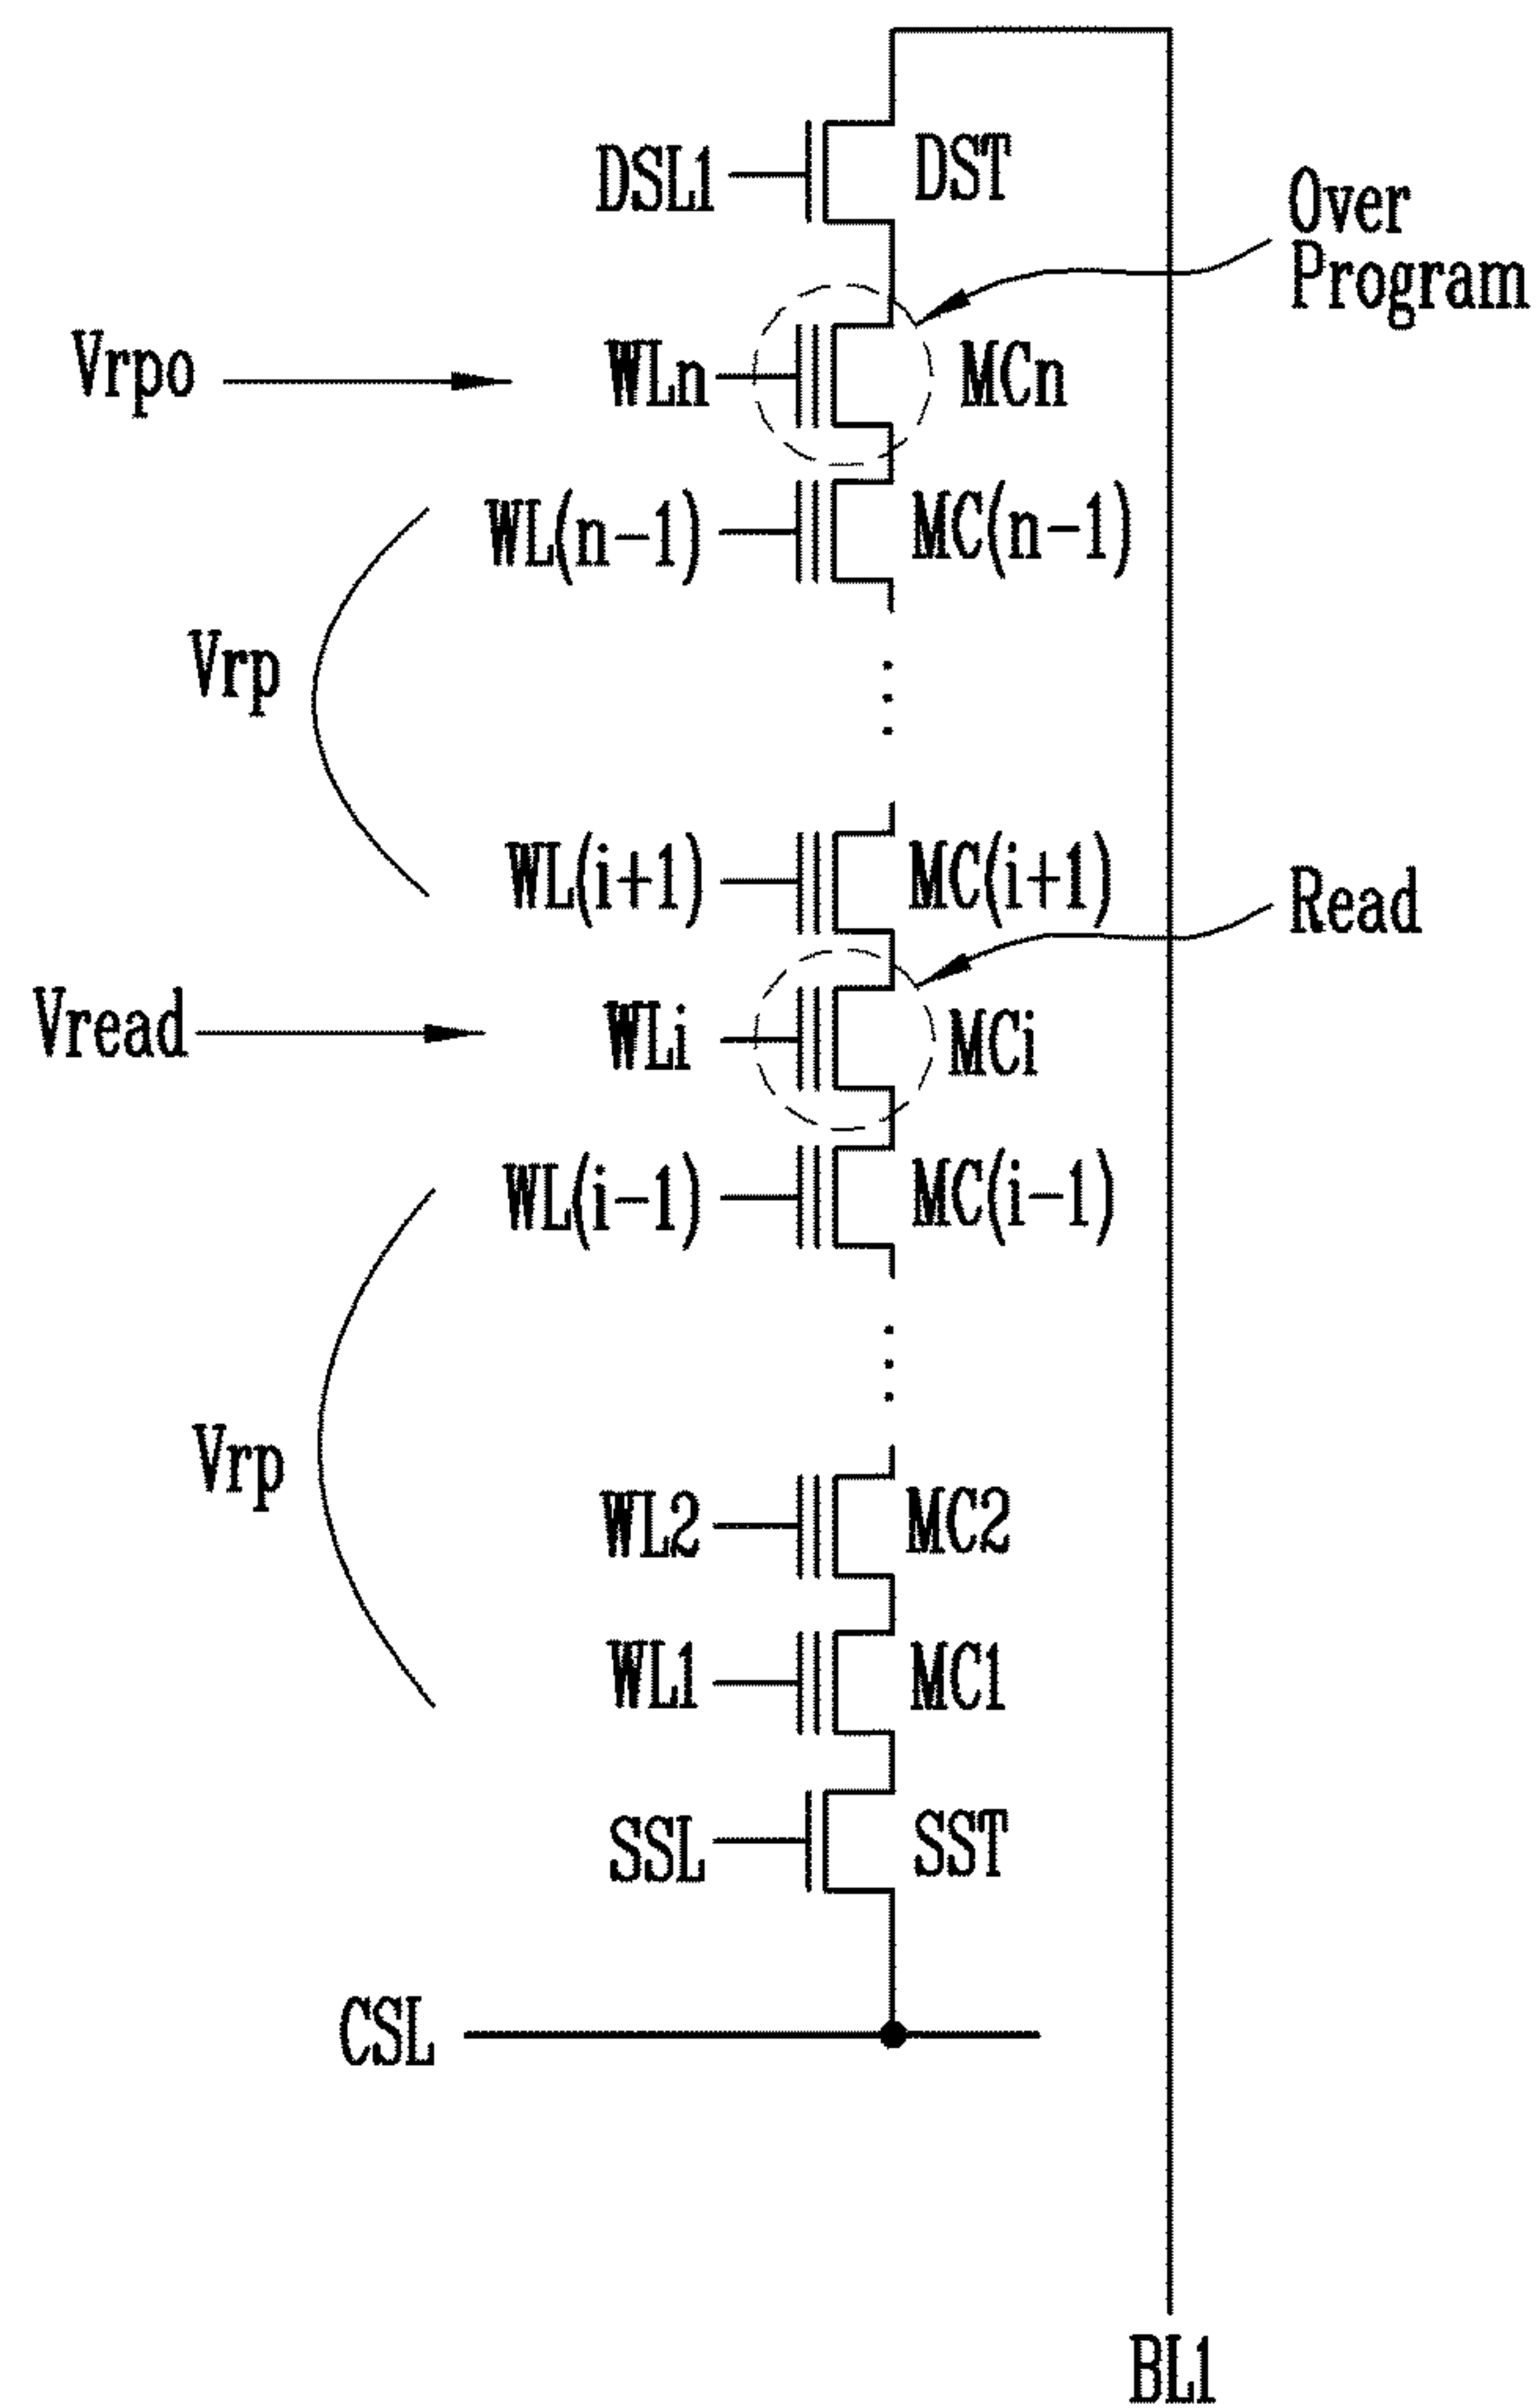 DSL1 DST
Over
Program
Vrpo WLn MCn
WL(n-1) MC(n-1)
Vrp
WL(i+1) MC(i+1)
Read
Vread WLi MCi
WL(i-1) MC(i-1)
Vrp
WL2 MC2
WL1 MC1
SSL SST
CSL
BL1